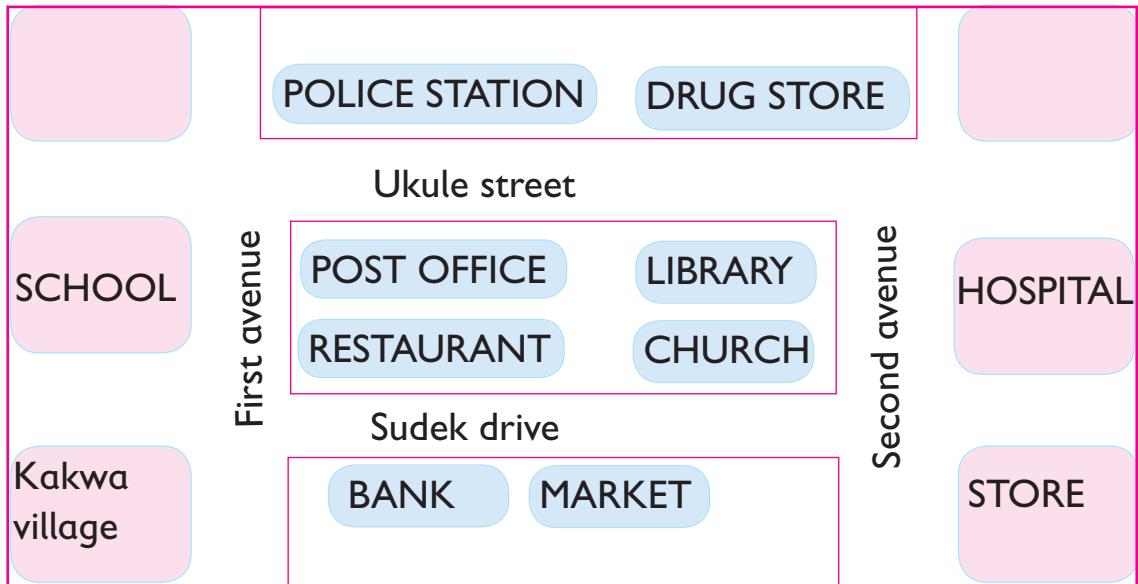 POLICE STATION
DRUG STORE
Ukule street
SCHOOL
First avenue
POST OFFICE
LIBRARY
RESTAURANT
CHURCH
Second avenue
HOSPITAL
Sudek drive
Kakwa
village
BANK
MARKET
STORE